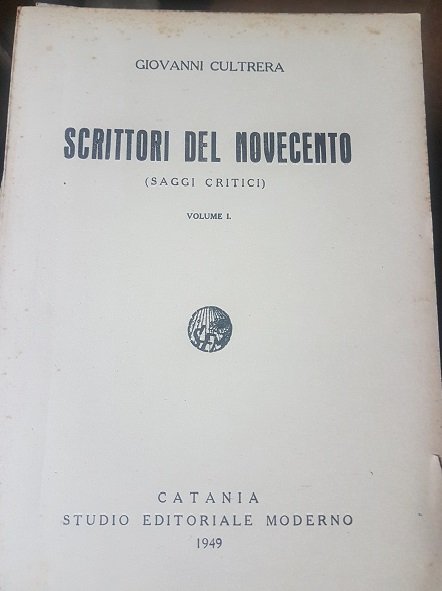 GIOVANNI CULTRERA
SCRITTORI DEL NOVECENTO
(SAGGI CRITICI)
VOLUME I.
CATANIA
STUDIO EDITORIALE MODERNO
1949